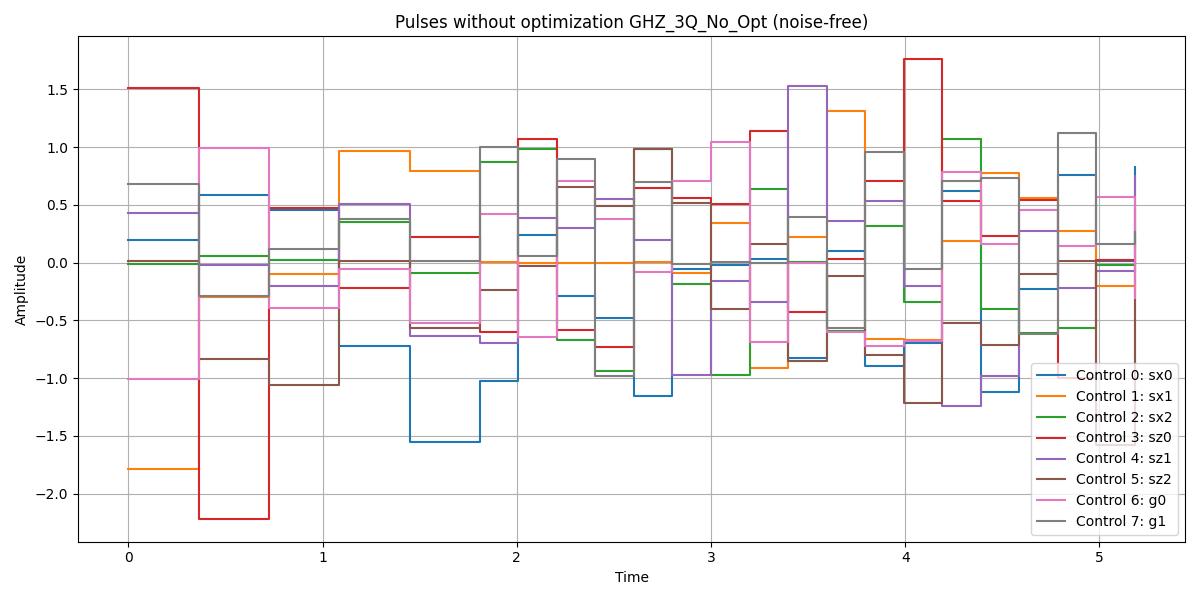 Pulses without optimization GHZ_3Q_No_Opt (noise-free)
Amplitude
1.5
1.0
0.5
0.0
−0.5
−1.0
−1.5
−2.0
0 1 2 3 4 5
Time
Control 0: sx0
Control 1: sx1
Control 2: sx2
Control 3: sz0
Control 4: sz1
Control 5: sz2
Control 6: g0
Control 7: g1